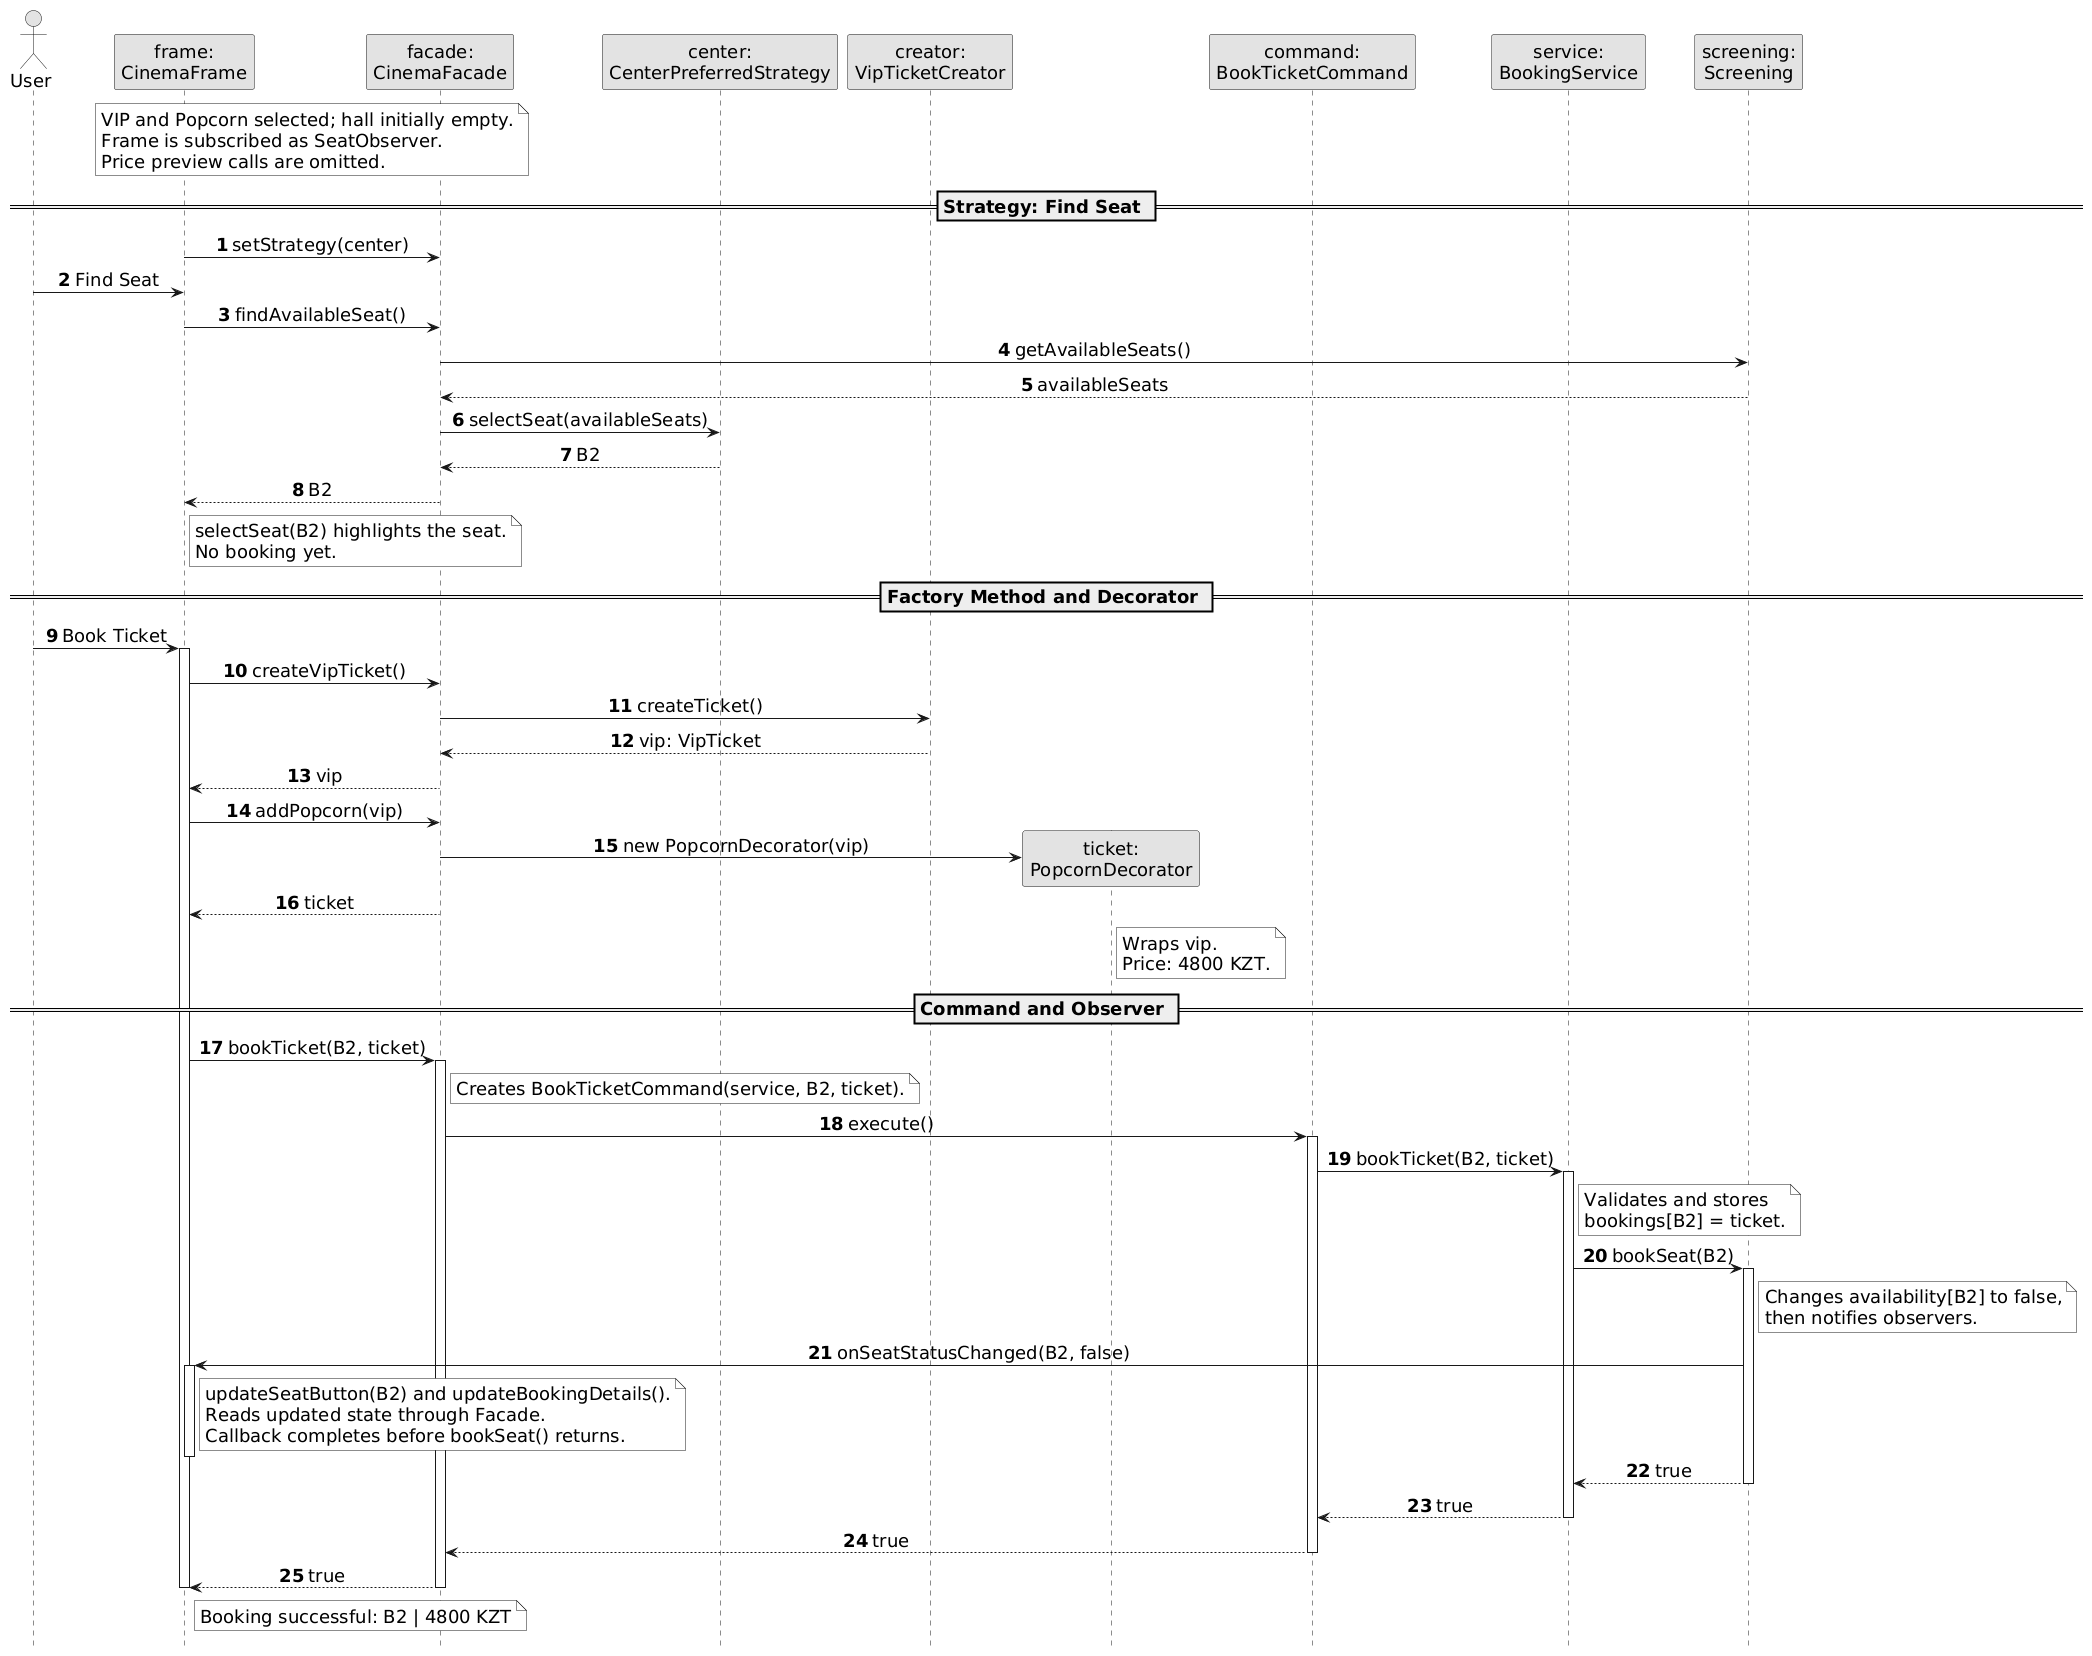 User
frame:
CinemaFrame
facade:
CinemaFacade
center:
CenterPreferredStrategy
creator:
VipTicketCreator
command:
BookTicketCommand
service:
BookingService
screening:
Screening
VIP and Popcorn selected; hall initially empty.
Frame is subscribed as SeatObserver.
Price preview calls are omitted.
Strategy: Find Seat
1 setStrategy(center)
2 Find Seat
3 findAvailableSeat()
4 getAvailableSeats()
5 availableSeats
6 selectSeat(availableSeats)
7 B2
8 B2
selectSeat(B2) highlights the seat.
No booking yet.
Factory Method and Decorator
9 Book Ticket
10 createVipTicket()
11 createTicket()
12 vip: VipTicket
13 vip
14 addPopcorn(vip)
15 new PopcornDecorator(vip)
ticket:
PopcornDecorator
16 ticket
Wraps vip.
Price: 4800 KZT.
Command and Observer
17 bookTicket(B2, ticket)
Creates BookTicketCommand(service, B2, ticket).
18 execute()
19 bookTicket(B2, ticket)
Validates and stores
bookings[B2] = ticket.
20 bookSeat(B2)
Changes availability[B2] to false,
then notifies observers.
21 onSeatStatusChanged(B2, false)
updateSeatButton(B2) and updateBookingDetails().
Reads updated state through Facade.
Callback completes before bookSeat() returns.
22 true
23 true
24 true
25 true
Booking successful: B2 | 4800 KZT